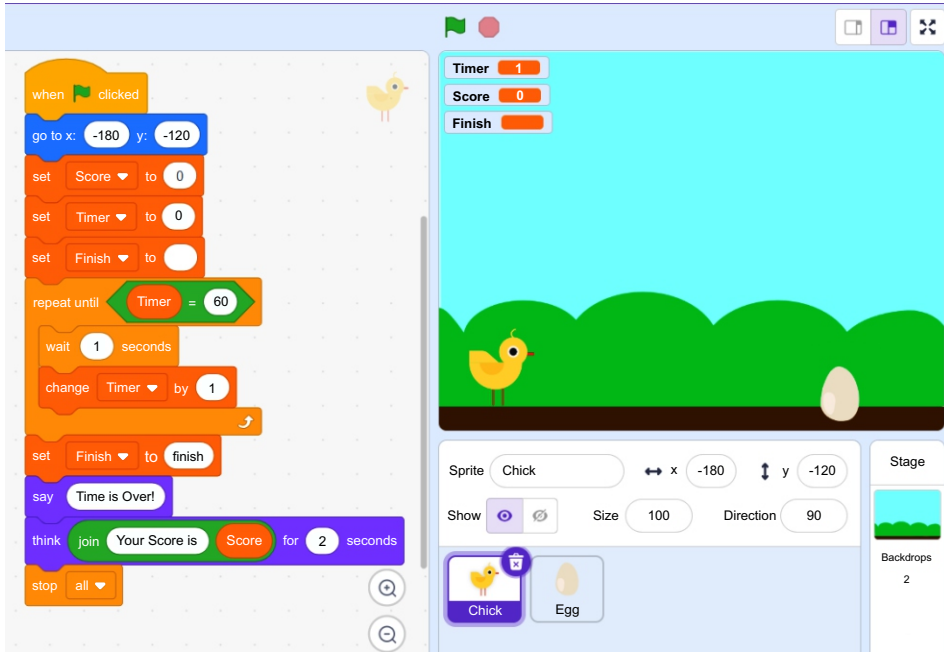 when clicked
go to x: -180 y: -120
set Score to 0
set Timer to 0
set Finish to
repeat until Timer = 60
wait 1 seconds
change Timer by 1
set Finish to finish
say Time is Over!
think join Your Score is Score for 2 seconds
stop all
Timer 1
Score 0
Finish
Sprite Chick x -180 y -120
Show Size 100 Direction 90
Chick
Egg
Stage
Backdrops
2